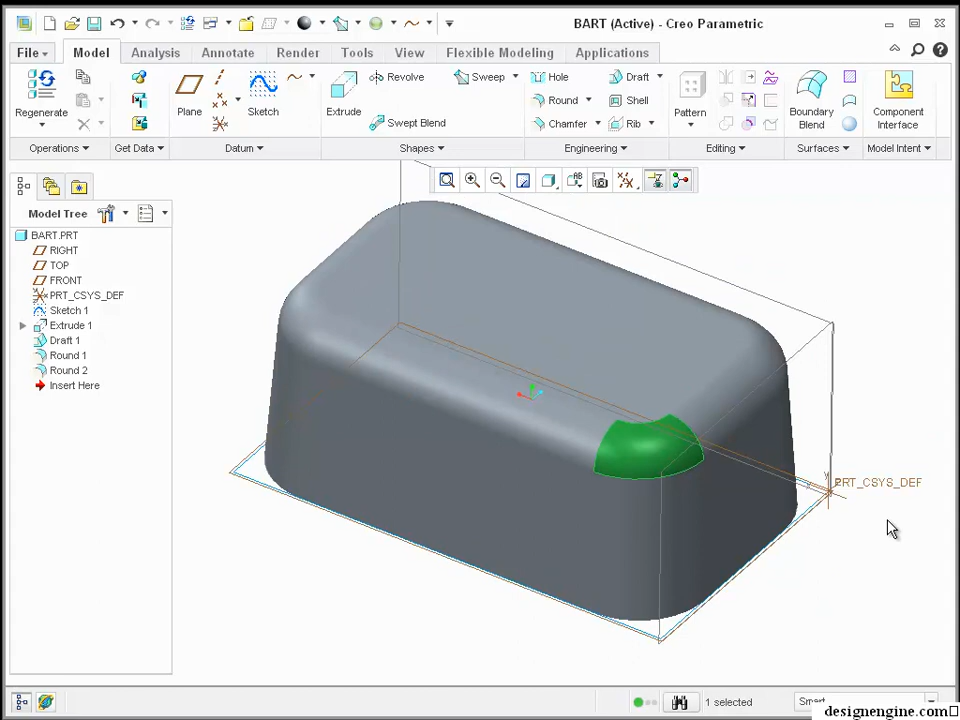 BART (Active) - Creo Parametric
File Model Analysis Annotate Render Tools View Flexible Modeling Applications
Regenerate
Plane
Sketch
Extrude
Revolve
Sweep
Swept Blend
Hole
Draft
Round
Shell
Chamfer
Rib
Pattern
Boundary
Blend
Component
Interface
Operations Get Data Datum Shapes Engineering Editing Surfaces Model Intent
Model Tree
BART.PRT
RIGHT
TOP
FRONT
PRT_CSYS_DEF
Sketch 1
Extrude 1
Draft 1
Round 1
Round 2
Insert Here
PRT_CSYS_DEF
1 selected
designengine.com